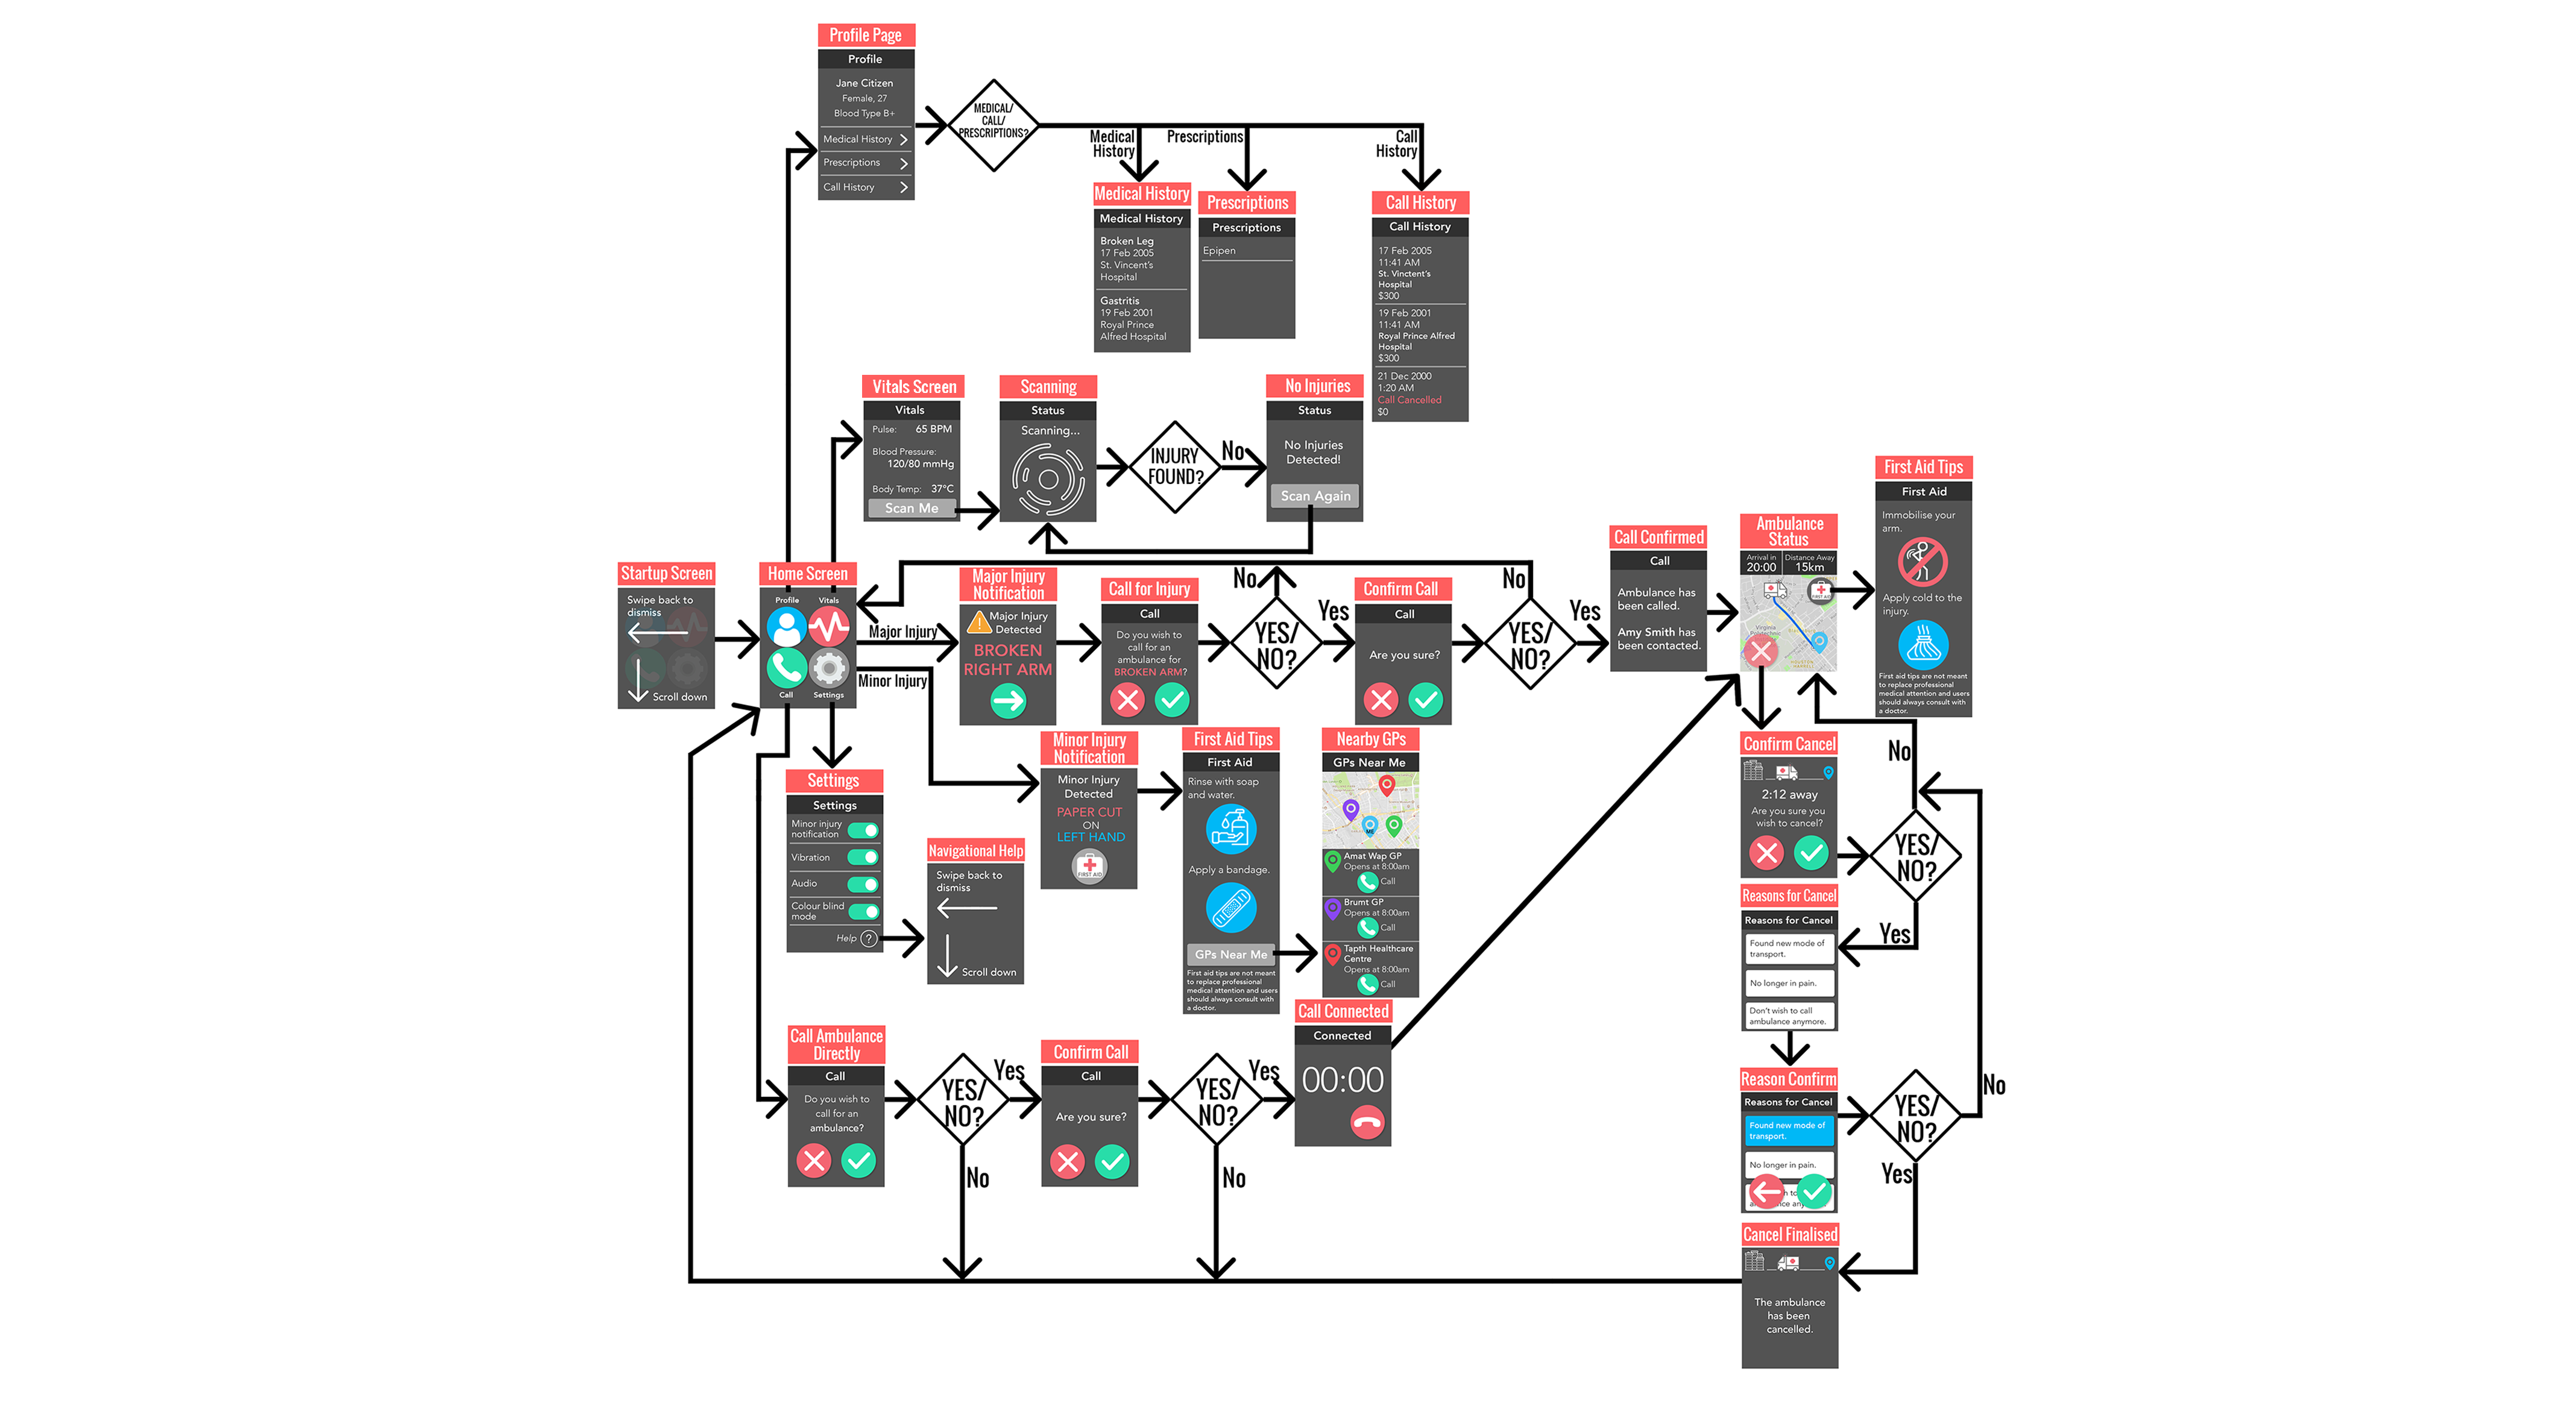 Profile Page
Profile
Jane Citizen
Female, 27
Blood Type B+
Medical History
Prescriptions
Call History
MEDICAL/
CALL/
PRESCRIPTIONS?
Medical
History
Prescriptions
Call
History
Medical History
Medical History
Broken Leg
17 Feb 2005
St. Vincent's
Hospital
Gastritis
19 Feb 2001
Royal Prince
Alfred Hospital
Prescriptions
Prescriptions
Epipen
Call History
Call History
17 Feb 2005
11:41 AM
St. Vinctent's
Hospital
$300
19 Feb 2001
11:41 AM
Royal Prince Alfred
Hospital
$300
21 Dec 2000
1:20 AM
Call Cancelled
$0
Vitals Screen
Vitals
Pulse: 65 BPM
Blood Pressure:
120/80 mmHg
Body Temp: 37°C
Scan Me
Scanning
Status
Scanning...
INJURY
FOUND?
No
No Injuries
Status
No Injuries
Detected!
Scan Again
Startup Screen
Swipe back to
dismiss
Scroll down
Home Screen
Profile
Vitals
Call
Settings
Major Injury
Minor Injury
Major Injury
Notification
Major Injury
Detected
BROKEN
RIGHT ARM
Call for Injury
Call
Do you wish to
call for an
ambulance for
BROKEN ARM?
YES/
NO?
No
Yes
Confirm Call
Call
Are you sure?
YES/
NO?
No
Yes
Call Confirmed
Call
Ambulance has
been called.
Amy Smith has
been contacted.
Ambulance
Status
Arrival in
20:00
Distance Away
15km
FIRST AID
Virginia
First Aid Tips
First Aid
Immobilise your
arm.
Apply cold to the
injury.
First aid tips are not meant
to replace professional
medical attention and users
should always consult with
a doctor.
Settings
Settings
Minor injury
notification
Vibration
Audio
Colour blind
mode
Help ?
Navigational Help
Swipe back to
dismiss
Scroll down
Minor Injury
Notification
Minor Injury
Detected
PAPER CUT
ON
LEFT HAND
FIRST AID
First Aid Tips
First Aid
Rinse with soap
and water.
Apply a bandage.
GPs Near Me
First aid tips are not meant
to replace professional
medical attention and users
should always consult with
a doctor.
Nearby GPs
GPs Near Me
ME
Amat Wap GP
Opens at 8:00am
Call
Brumt GP
Opens at 8:00am
Call
Tapth Healthcare
Centre
Opens at 8:00am
Call
Confirm Cancel
2:12 away
Are you sure you
wish to cancel?
YES/
NO?
No
Yes
Reasons for Cancel
Reasons for Cancel
Found new mode of
transport.
No longer in pain.
Don't wish to call
ambulance anymore.
Reason Confirm
Reasons for Cancel
Found new mode of
transport.
No longer in pain.
YES/
NO?
No
Yes
Cancel Finalised
The ambulance
has been
cancelled.
Call Ambulance
Directly
Call
Do you wish to
call for an
ambulance?
YES/
NO?
Yes
No
Confirm Call
Call
Are you sure?
YES/
NO?
Yes
No
Call Connected
Connected
00:00